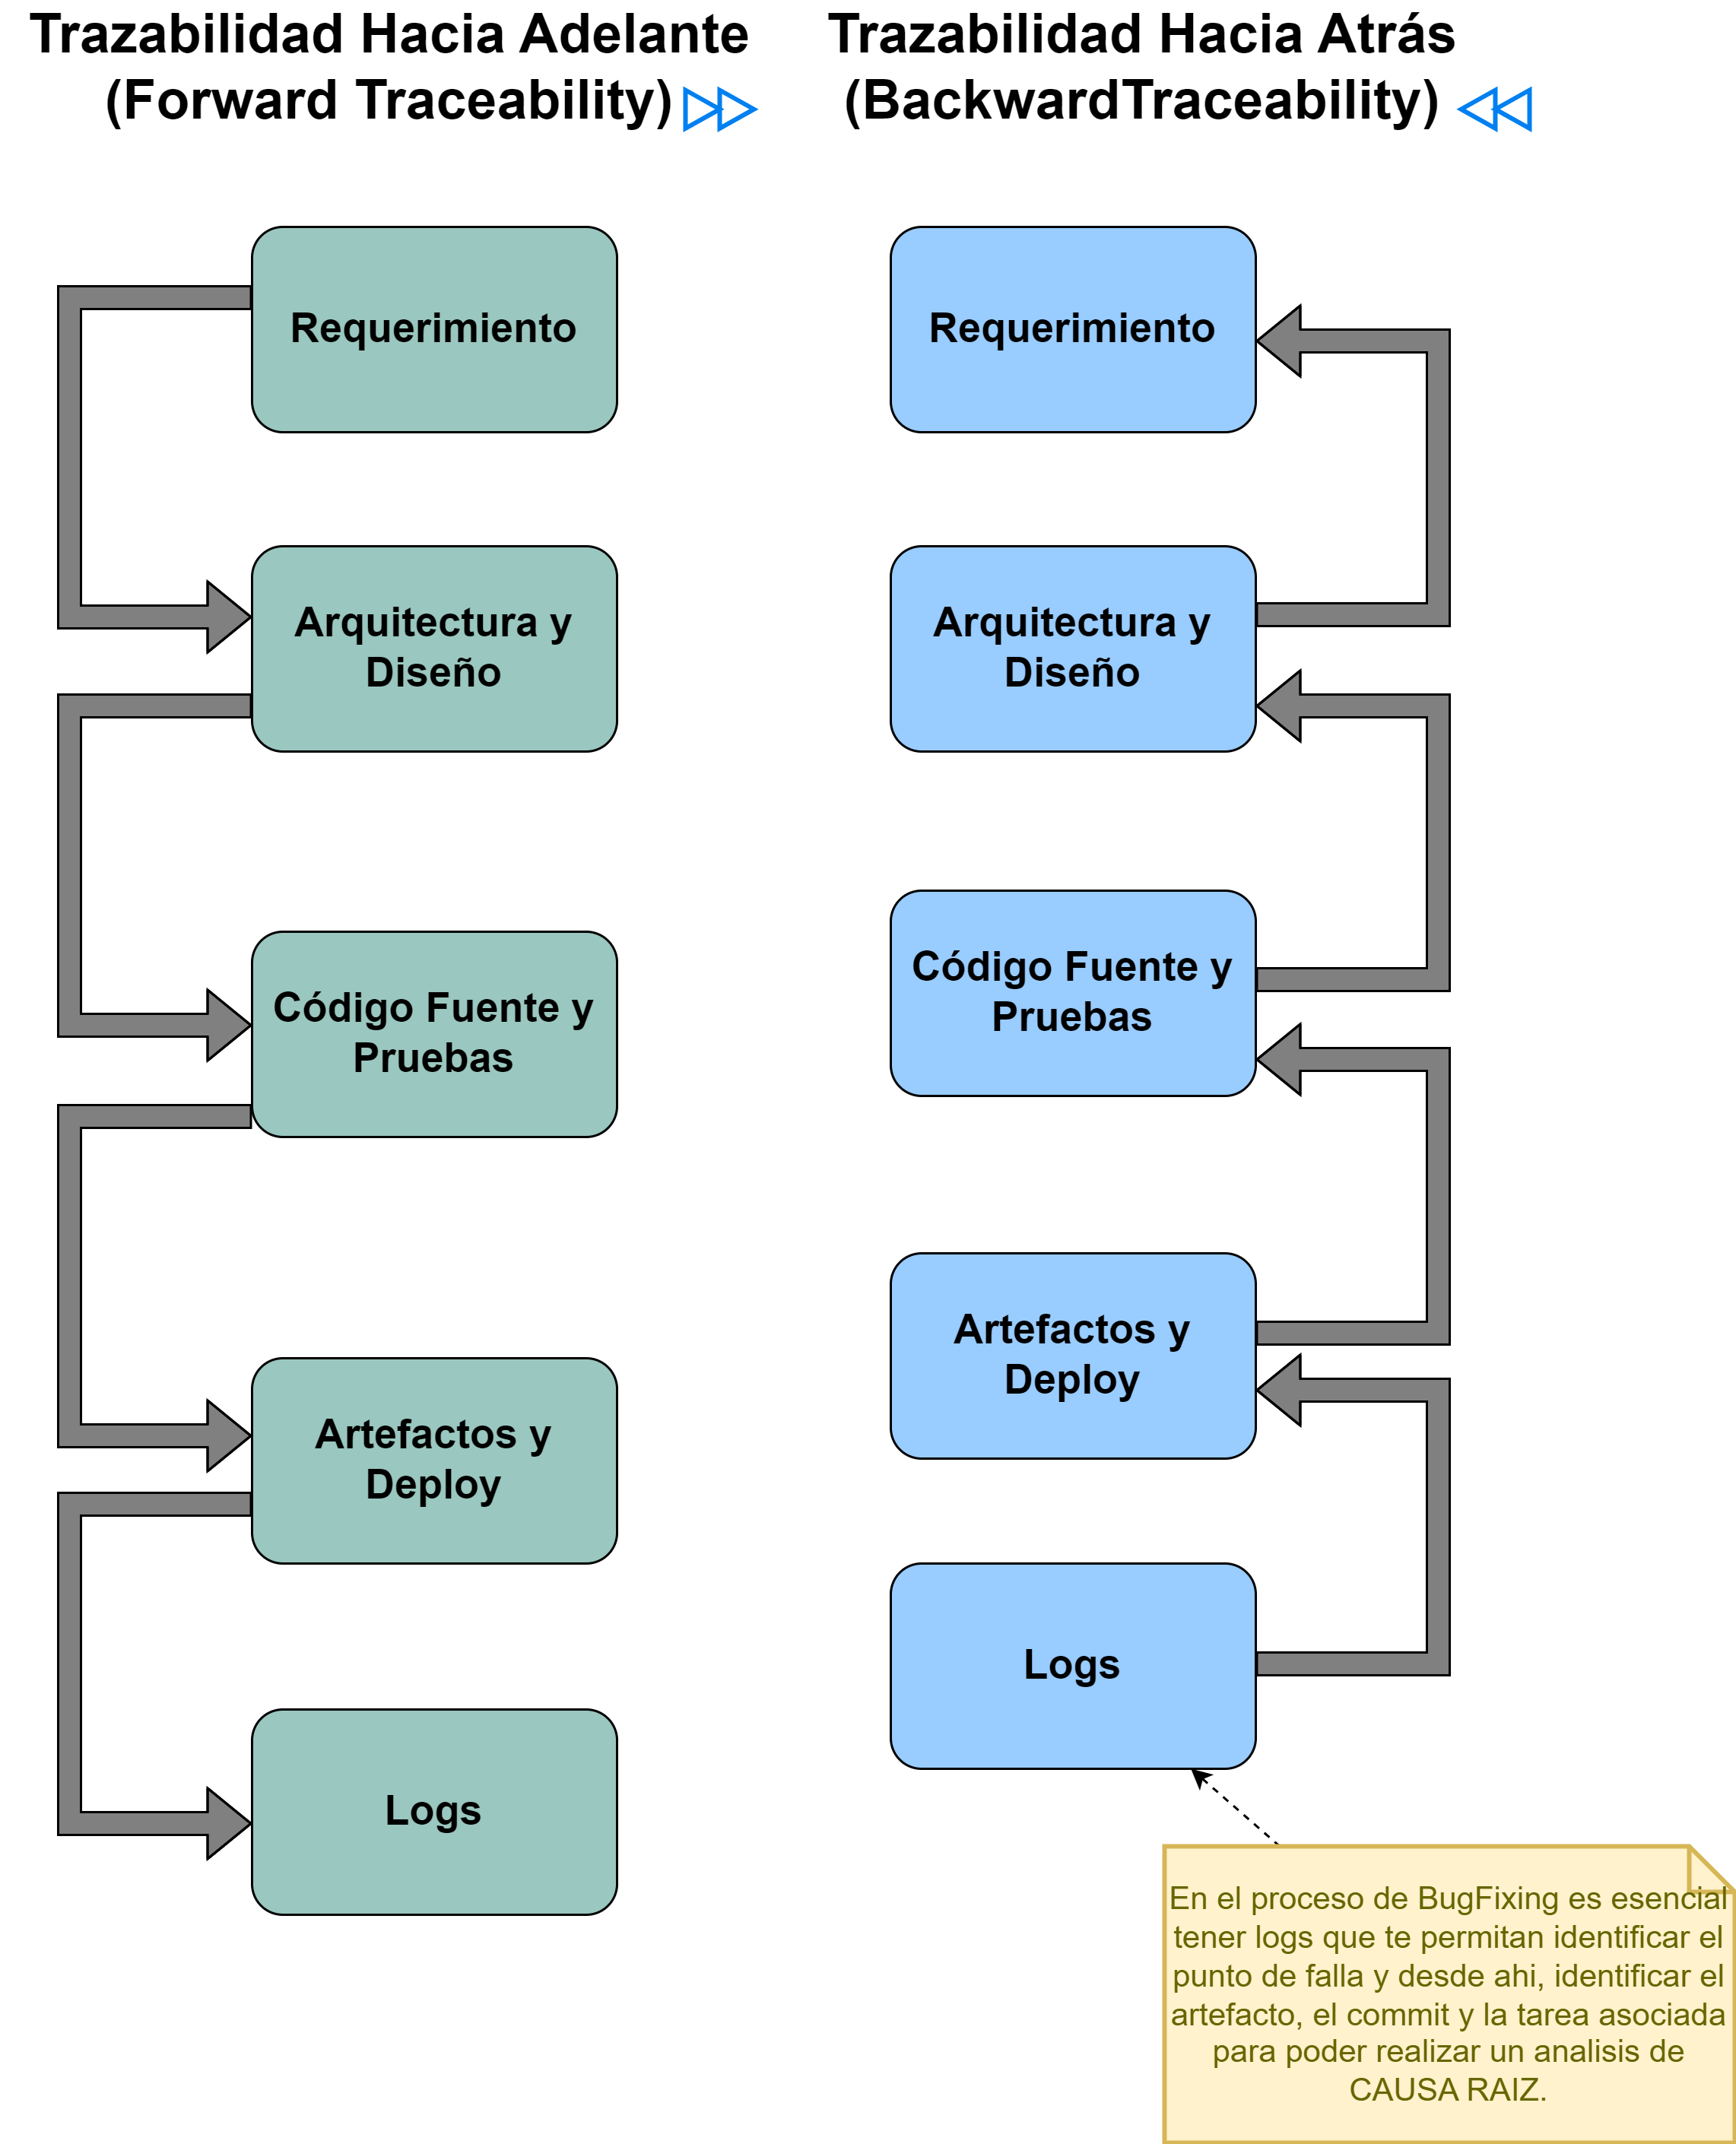 Trazabilidad Hacia Adelante
(Forward Traceability)
Requerimiento
Arquitectura y
Diseño
Código Fuente y
Pruebas
Artefactos y
Deploy
Logs
Trazabilidad Hacia Atrás
(BackwardTraceability)
Requerimiento
Arquitectura y
Diseño
Código Fuente y
Pruebas
Artefactos y
Deploy
Logs
En el proceso de BugFixing es esencial
tener logs que te permitan identificar el
punto de falla y desde ahi, identificar el
artefacto, el commit y la tarea asociada
para poder realizar un analisis de
CAUSA RAIZ.